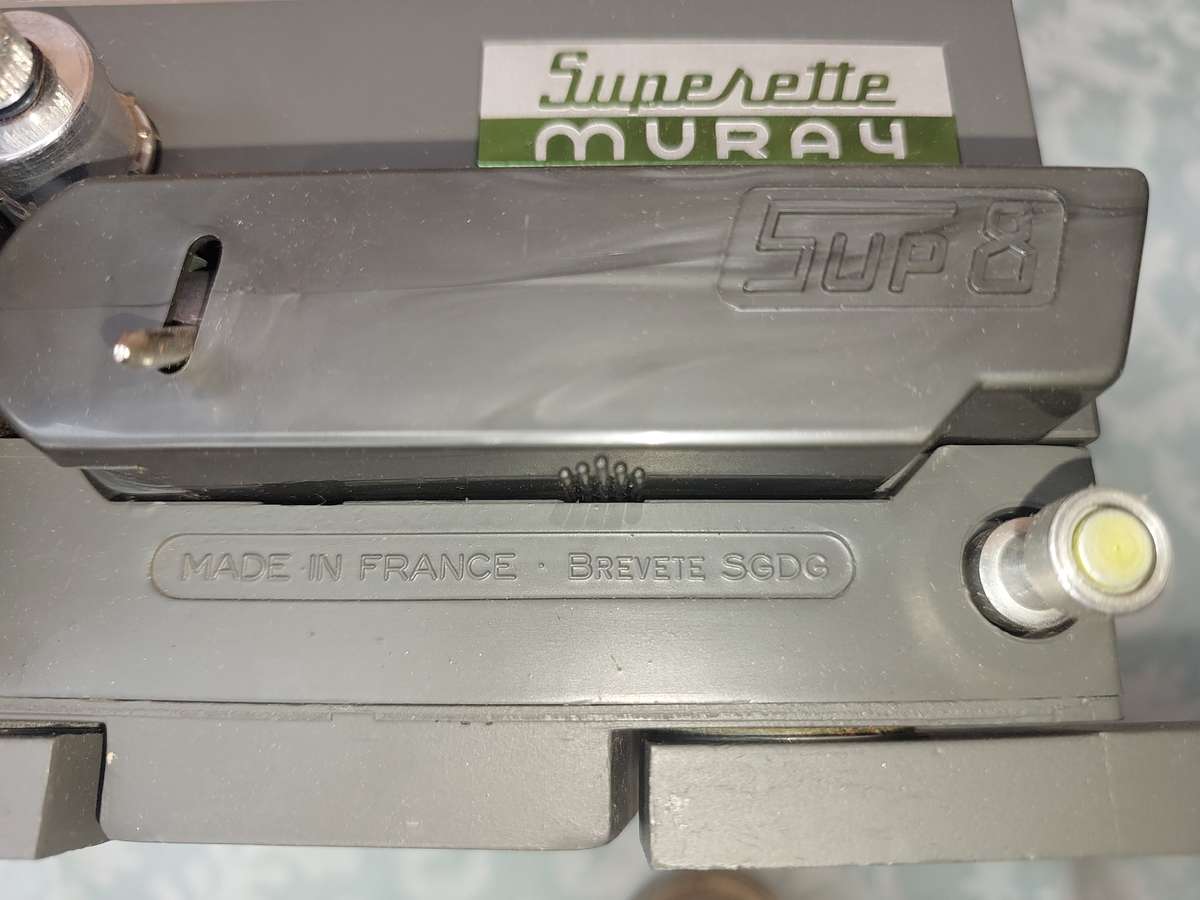 Superette
MURAY
SUP 8
MADE IN FRANCE · BREVETE SGDG